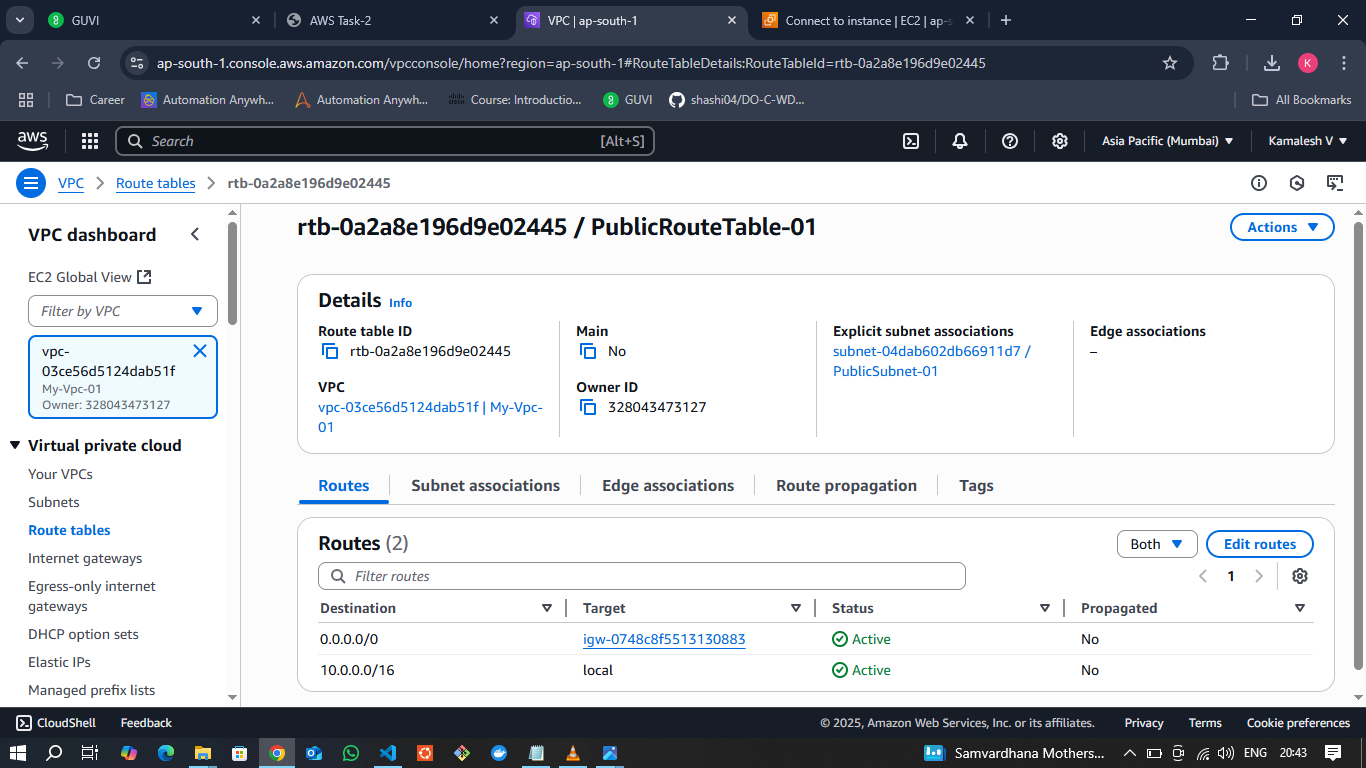 GUVI
AWS Task-2
VPC | ap-south-1
Connect to instance | EC2 | ap-s
ap-south-1.console.aws.amazon.com/vpcconsole/home?region=ap-south-1#RouteTableDetails:RouteTableId=rtb-0a2a8e196d9e02445
K
Career
Automation Anywh...
Automation Anywh...
Course: Introductio...
GUVI
shashi04/DO-C-WD...
All Bookmarks
aws
Search
[Alt+S]
Asia Pacific (Mumbai)
Kamalesh V
VPC
Route tables
rtb-0a2a8e196d9e02445
VPC dashboard
EC2 Global View
Filter by VPC
vpc-
03ce56d5124dab51f
My-Vpc-01
Owner: 328043473127
Virtual private cloud
Your VPCs
Subnets
Route tables
Internet gateways
Egress-only internet
gateways
DHCP option sets
Elastic IPs
Managed prefix lists
rtb-0a2a8e196d9e02445 / PublicRouteTable-01
Actions
Details Info
Route table ID
rtb-0a2a8e196d9e02445
VPC
vpc-03ce56d5124dab51f | My-Vpc-
01
Main
No
Owner ID
328043473127
Explicit subnet associations
subnet-04dab602db66911d7 /
PublicSubnet-01
Edge associations
–
Routes
Subnet associations
Edge associations
Route propagation
Tags
Routes (2)
Both
Edit routes
Filter routes
1
Destination Target Status Propagated
0.0.0.0/0 igw-0748c8f5513130883 Active No
10.0.0.0/16 local Active No
CloudShell
Feedback
© 2025, Amazon Web Services, Inc. or its affiliates.
Privacy
Terms
Cookie preferences
Samvardhana Mothers...
ENG
20:43